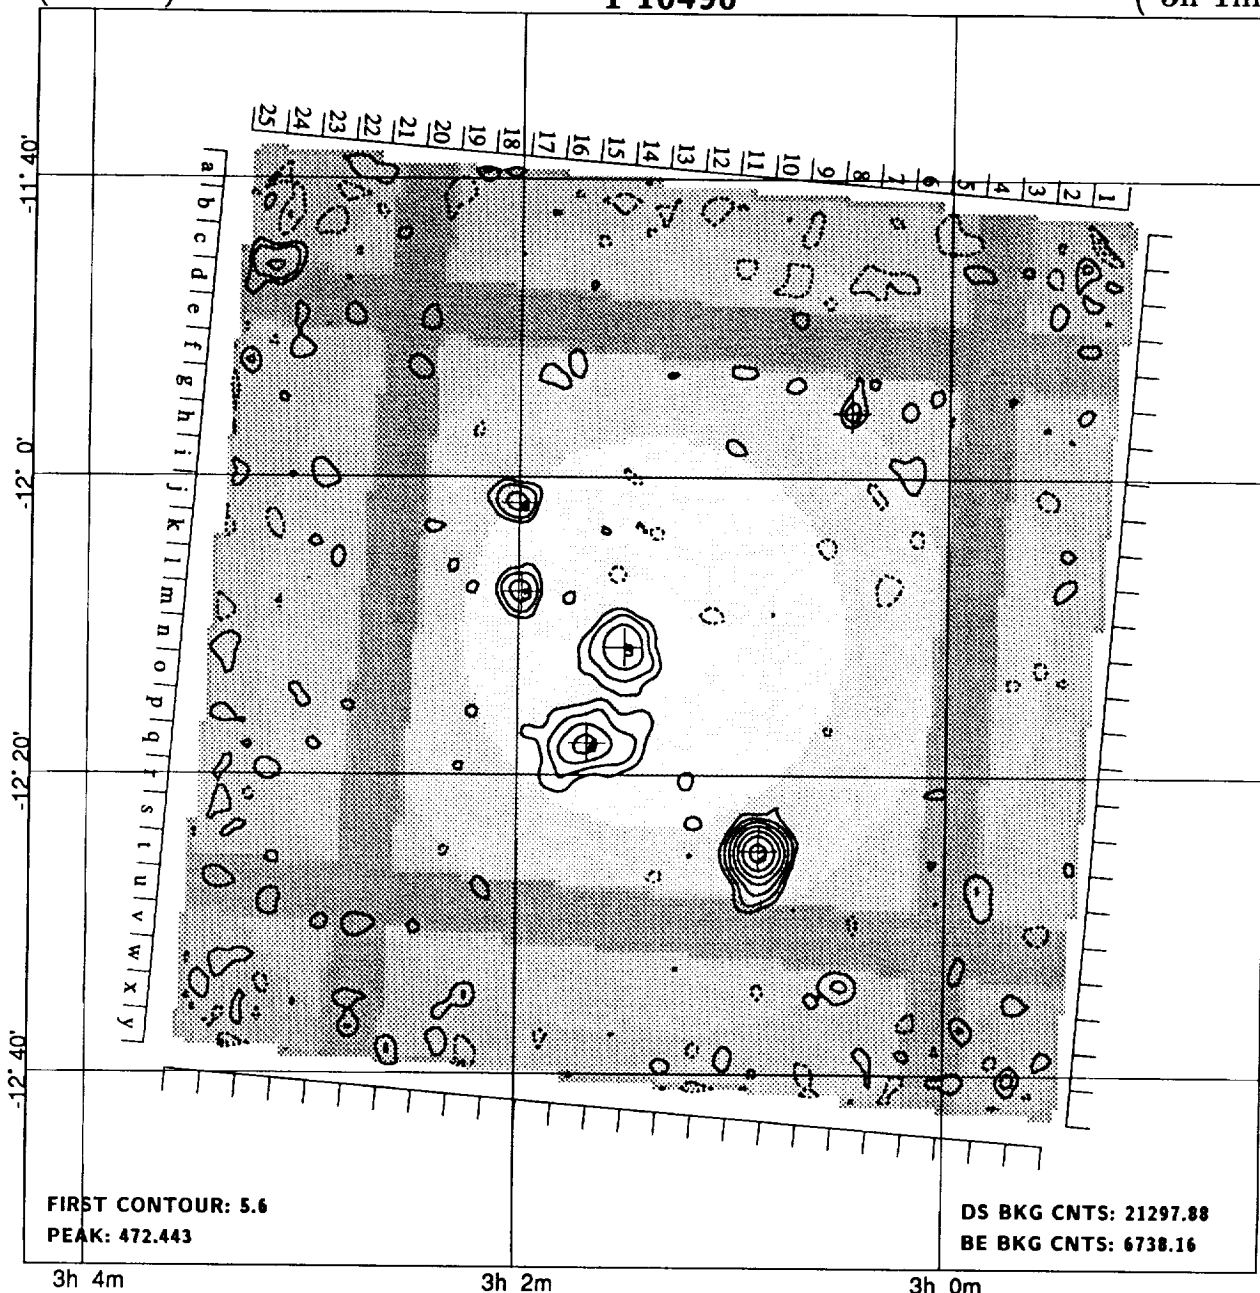 25 24 23 22 21 20 19 18 17 16 15 14 13 12 11 10 9 8 7 6 5 4 3 2 1
a b c d e f g h i j k l m n o p q r s t u v w x y
-11° 40'
-12° 0'
-12° 20'
-12° 40'
FIRST CONTOUR: 5.6
PEAK: 472.443
DS BKG CNTS: 21297.88
BE BKG CNTS: 6738.16
3h 4m
3h 2m
3h 0m